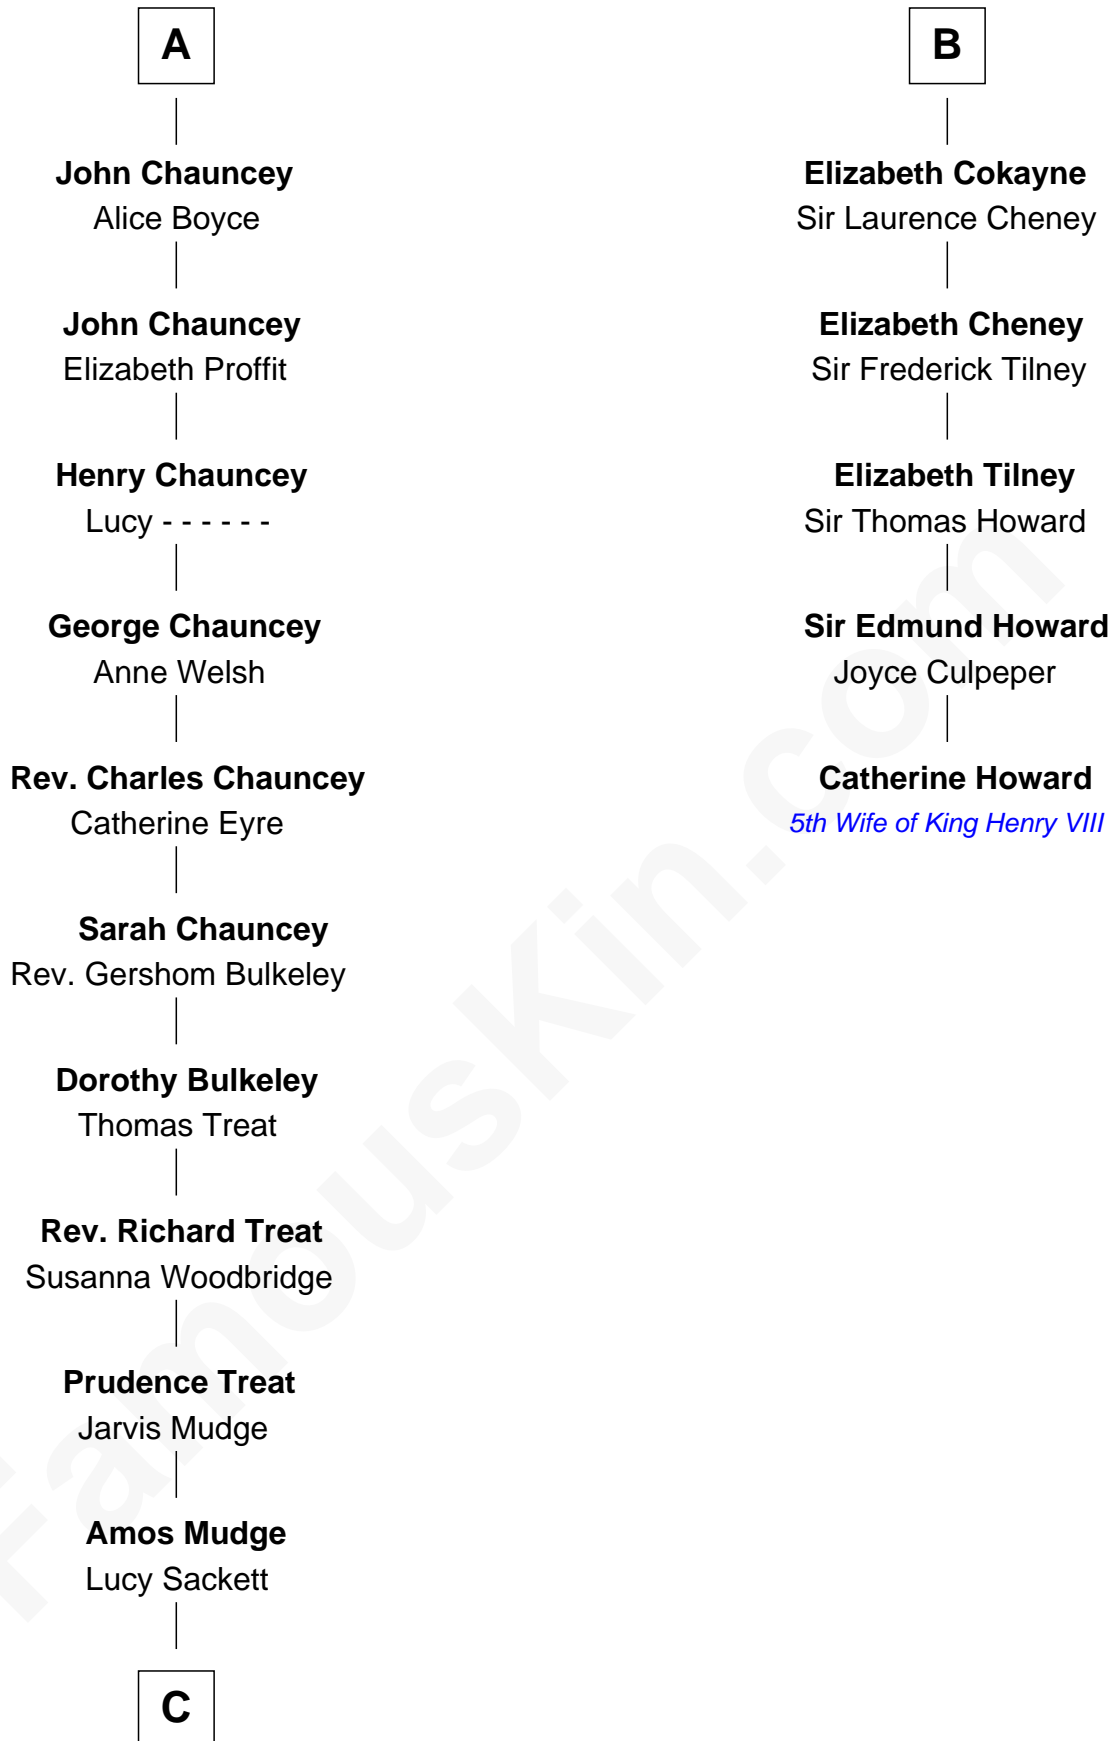 A
John Chauncey
Alice Boyce
John Chauncey
Elizabeth Proffit
Henry Chauncey
Lucy - - - - - -
George Chauncey
Anne Welsh
Rev. Charles Chauncey
Catherine Eyre
Sarah Chauncey
Rev. Gershom Bulkeley
Dorothy Bulkeley
Thomas Treat
Rev. Richard Treat
Susanna Woodbridge
Prudence Treat
Jarvis Mudge
Amos Mudge
Lucy Sackett
C
B
Elizabeth Cokayne
Sir Laurence Cheney
Elizabeth Cheney
Sir Frederick Tilney
Elizabeth Tilney
Sir Thomas Howard
Sir Edmund Howard
Joyce Culpeper
Catherine Howard
5th Wife of King Henry VIII
FamousKin.com